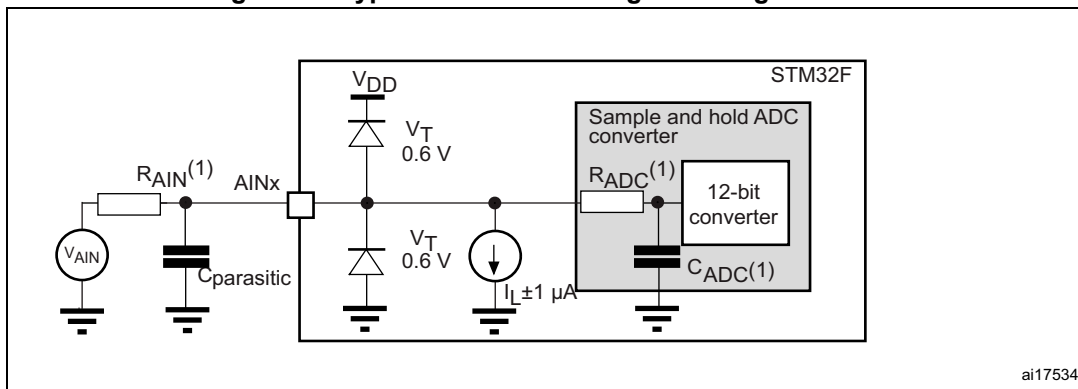 STM32F
VDD
Sample and hold ADC
converter
VT
0.6 V
RAIN(1)
AINx
RADC(1)
12-bit
converter
VAIN
Cparasitic
VT
0.6 V
IL±1 µA
CADC(1)
ai17534